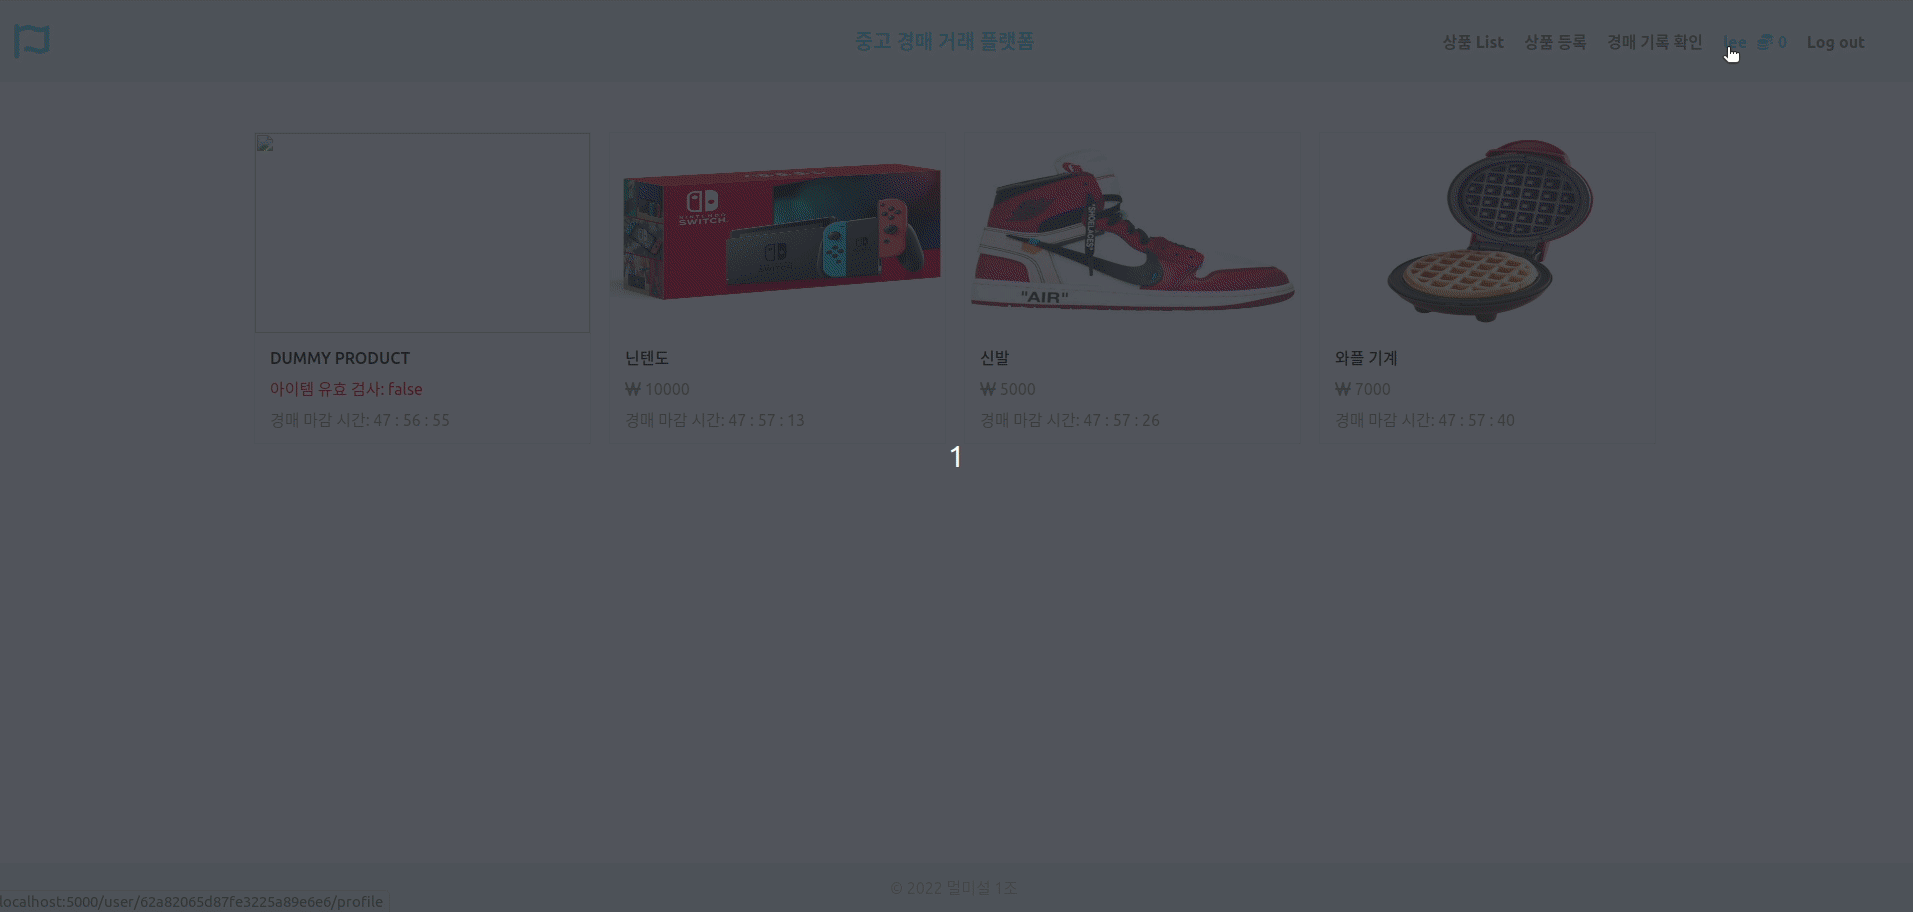 중고 경매 거래 플랫폼
상품 List 상품 등록 경매 기록 확인 lee 0 Log out
NINTENDO
SWITCH
"AIR"
DUMMY PRODUCT
아이템 유효 검사: false
경매 마감 시간: 47 : 56 : 55
닌텐도
₩ 10000
경매 마감 시간: 47 : 57 : 13
신발
₩ 5000
경매 마감 시간: 47 : 57 : 26
와플 기계
₩ 7000
경매 마감 시간: 47 : 57 : 40
1
© 2022 멀미실 1조
localhost:5000/user/62a82065d87fe3225a89e6e6/profile